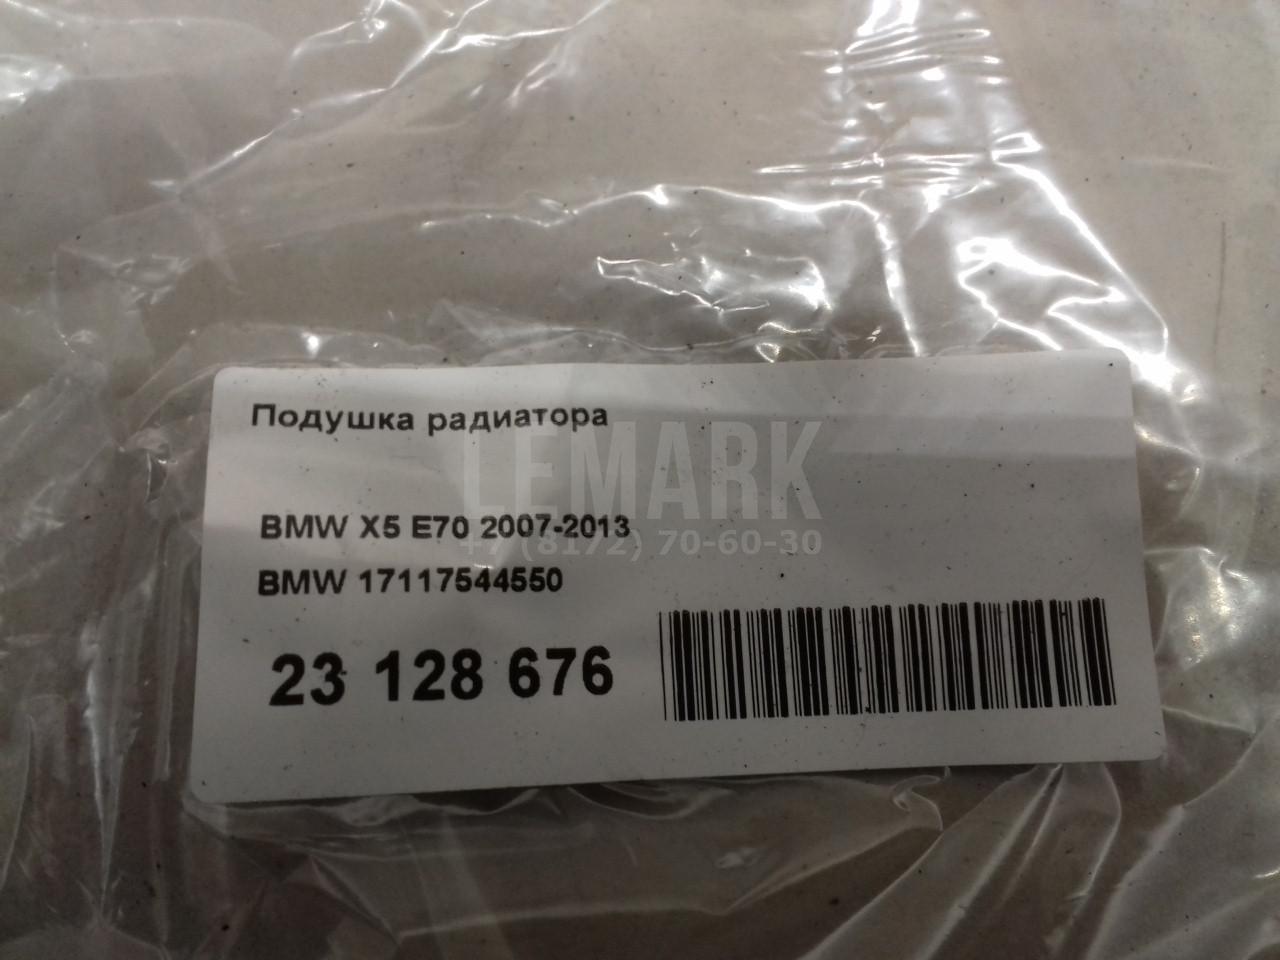 Подушка радиатора
LEMARK
BMW X5 E70 2007-2013
+7 (8172) 70-60-30
BMW 17117544550
23 128 676